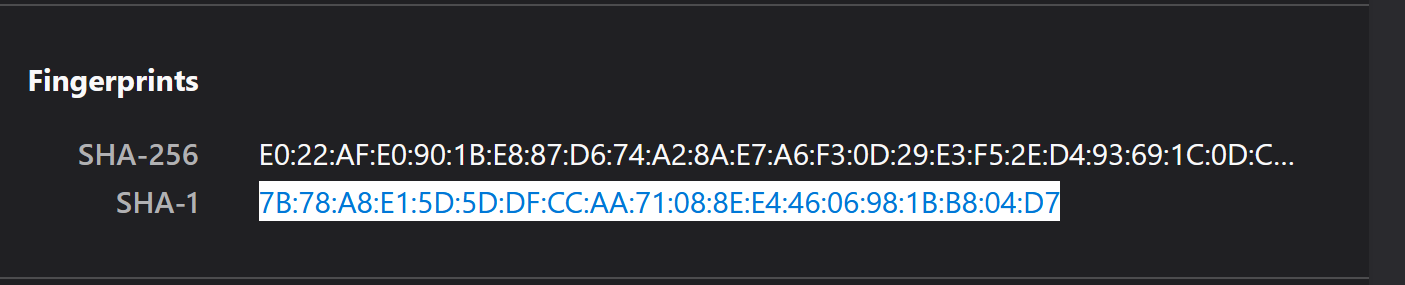 Fingerprints
SHA-256 E0:22:AF:E0:90:1B:E8:87:D6:74:A2:8A:E7:A6:F3:0D:29:E3:F5:2E:D4:93:69:1C:0D:C...
SHA-1 7B:78:A8:E1:5D:5D:DF:CC:AA:71:08:8E:E4:46:06:98:1B:B8:04:D7